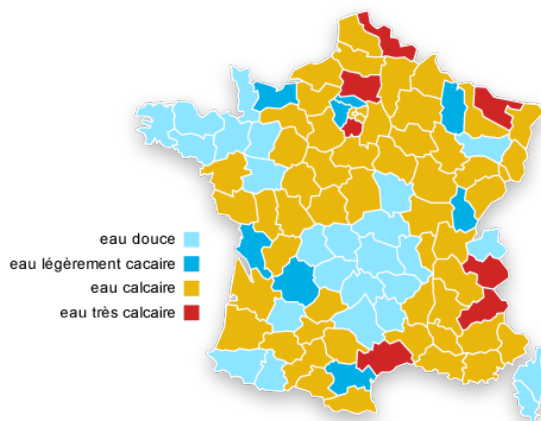 eau douce
eau légèrement cacaire
eau calcaire
eau très calcaire